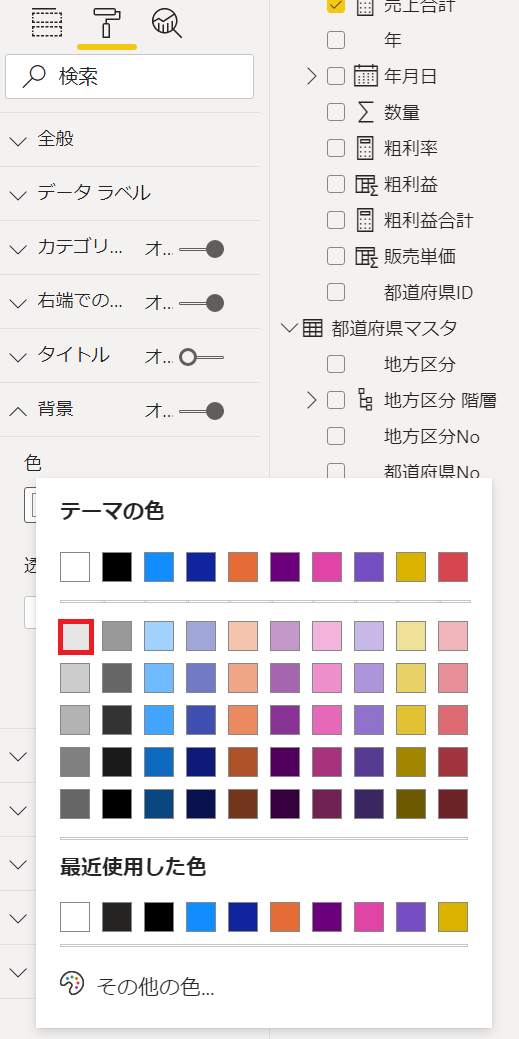 検索
全般
データ ラベル
カテゴリ... オ...
右端での... オ...
タイトル オ...
背景 オ...
色
透
売上合計
年
年月日
数量
粗利率
粗利益
粗利益合計
販売単価
都道府県ID
都道府県マスタ
地方区分
地方区分 階層
地方区分No
都道府県No
テーマの色
最近使用した色
その他の色...